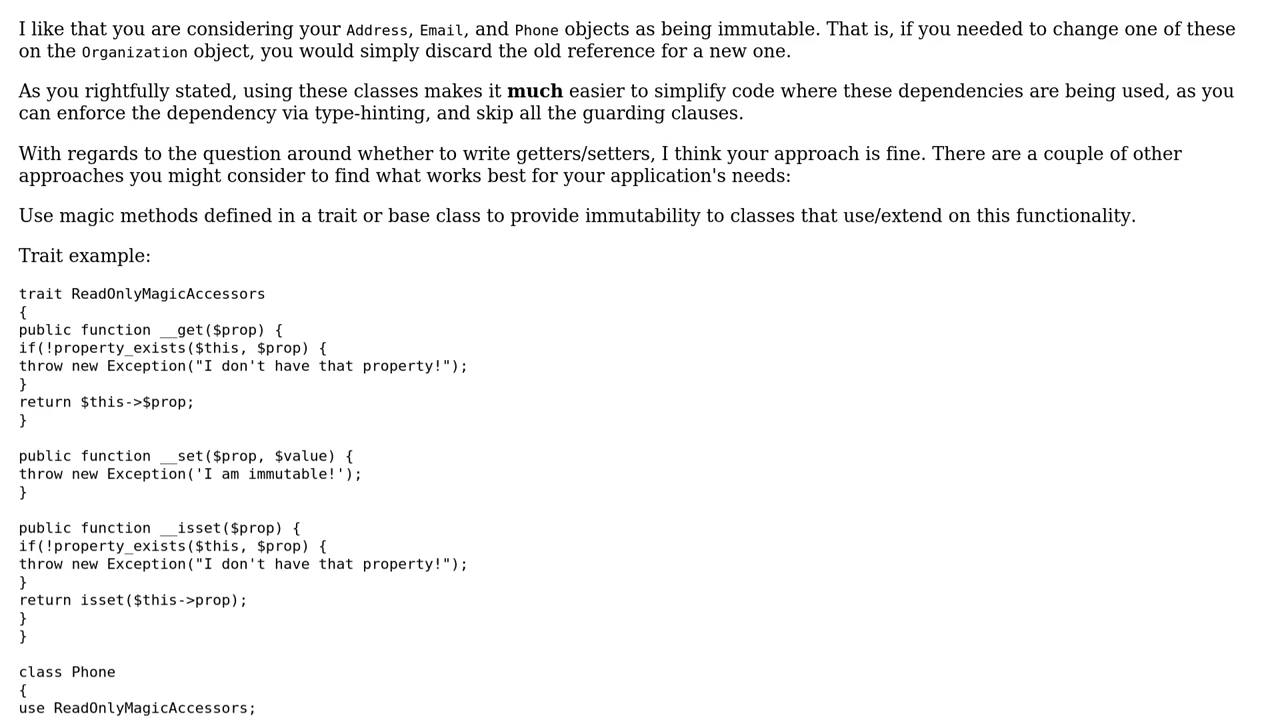 I like that you are considering your Address, Email, and Phone objects as being immutable. That is, if you needed to change one of these
on the Organization object, you would simply discard the old reference for a new one.
As you rightfully stated, using these classes makes it much easier to simplify code where these dependencies are being used, as you
can enforce the dependency via type-hinting, and skip all the guarding clauses.
With regards to the question around whether to write getters/setters, I think your approach is fine. There are a couple of other
approaches you might consider to find what works best for your application's needs:
Use magic methods defined in a trait or base class to provide immutability to classes that use/extend on this functionality.
Trait example:
trait ReadOnlyMagicAccessors
{
public function __get($prop) {
if(!property_exists($this, $prop) {
throw new Exception("I don't have that property!");
}
return $this->$prop;
}
public function __set($prop, $value) {
throw new Exception('I am immutable!');
}
public function __isset($prop) {
if(!property_exists($this, $prop) {
throw new Exception("I don't have that property!");
}
return isset($this->prop);
}
}
class Phone
{
use ReadOnlyMagicAccessors;